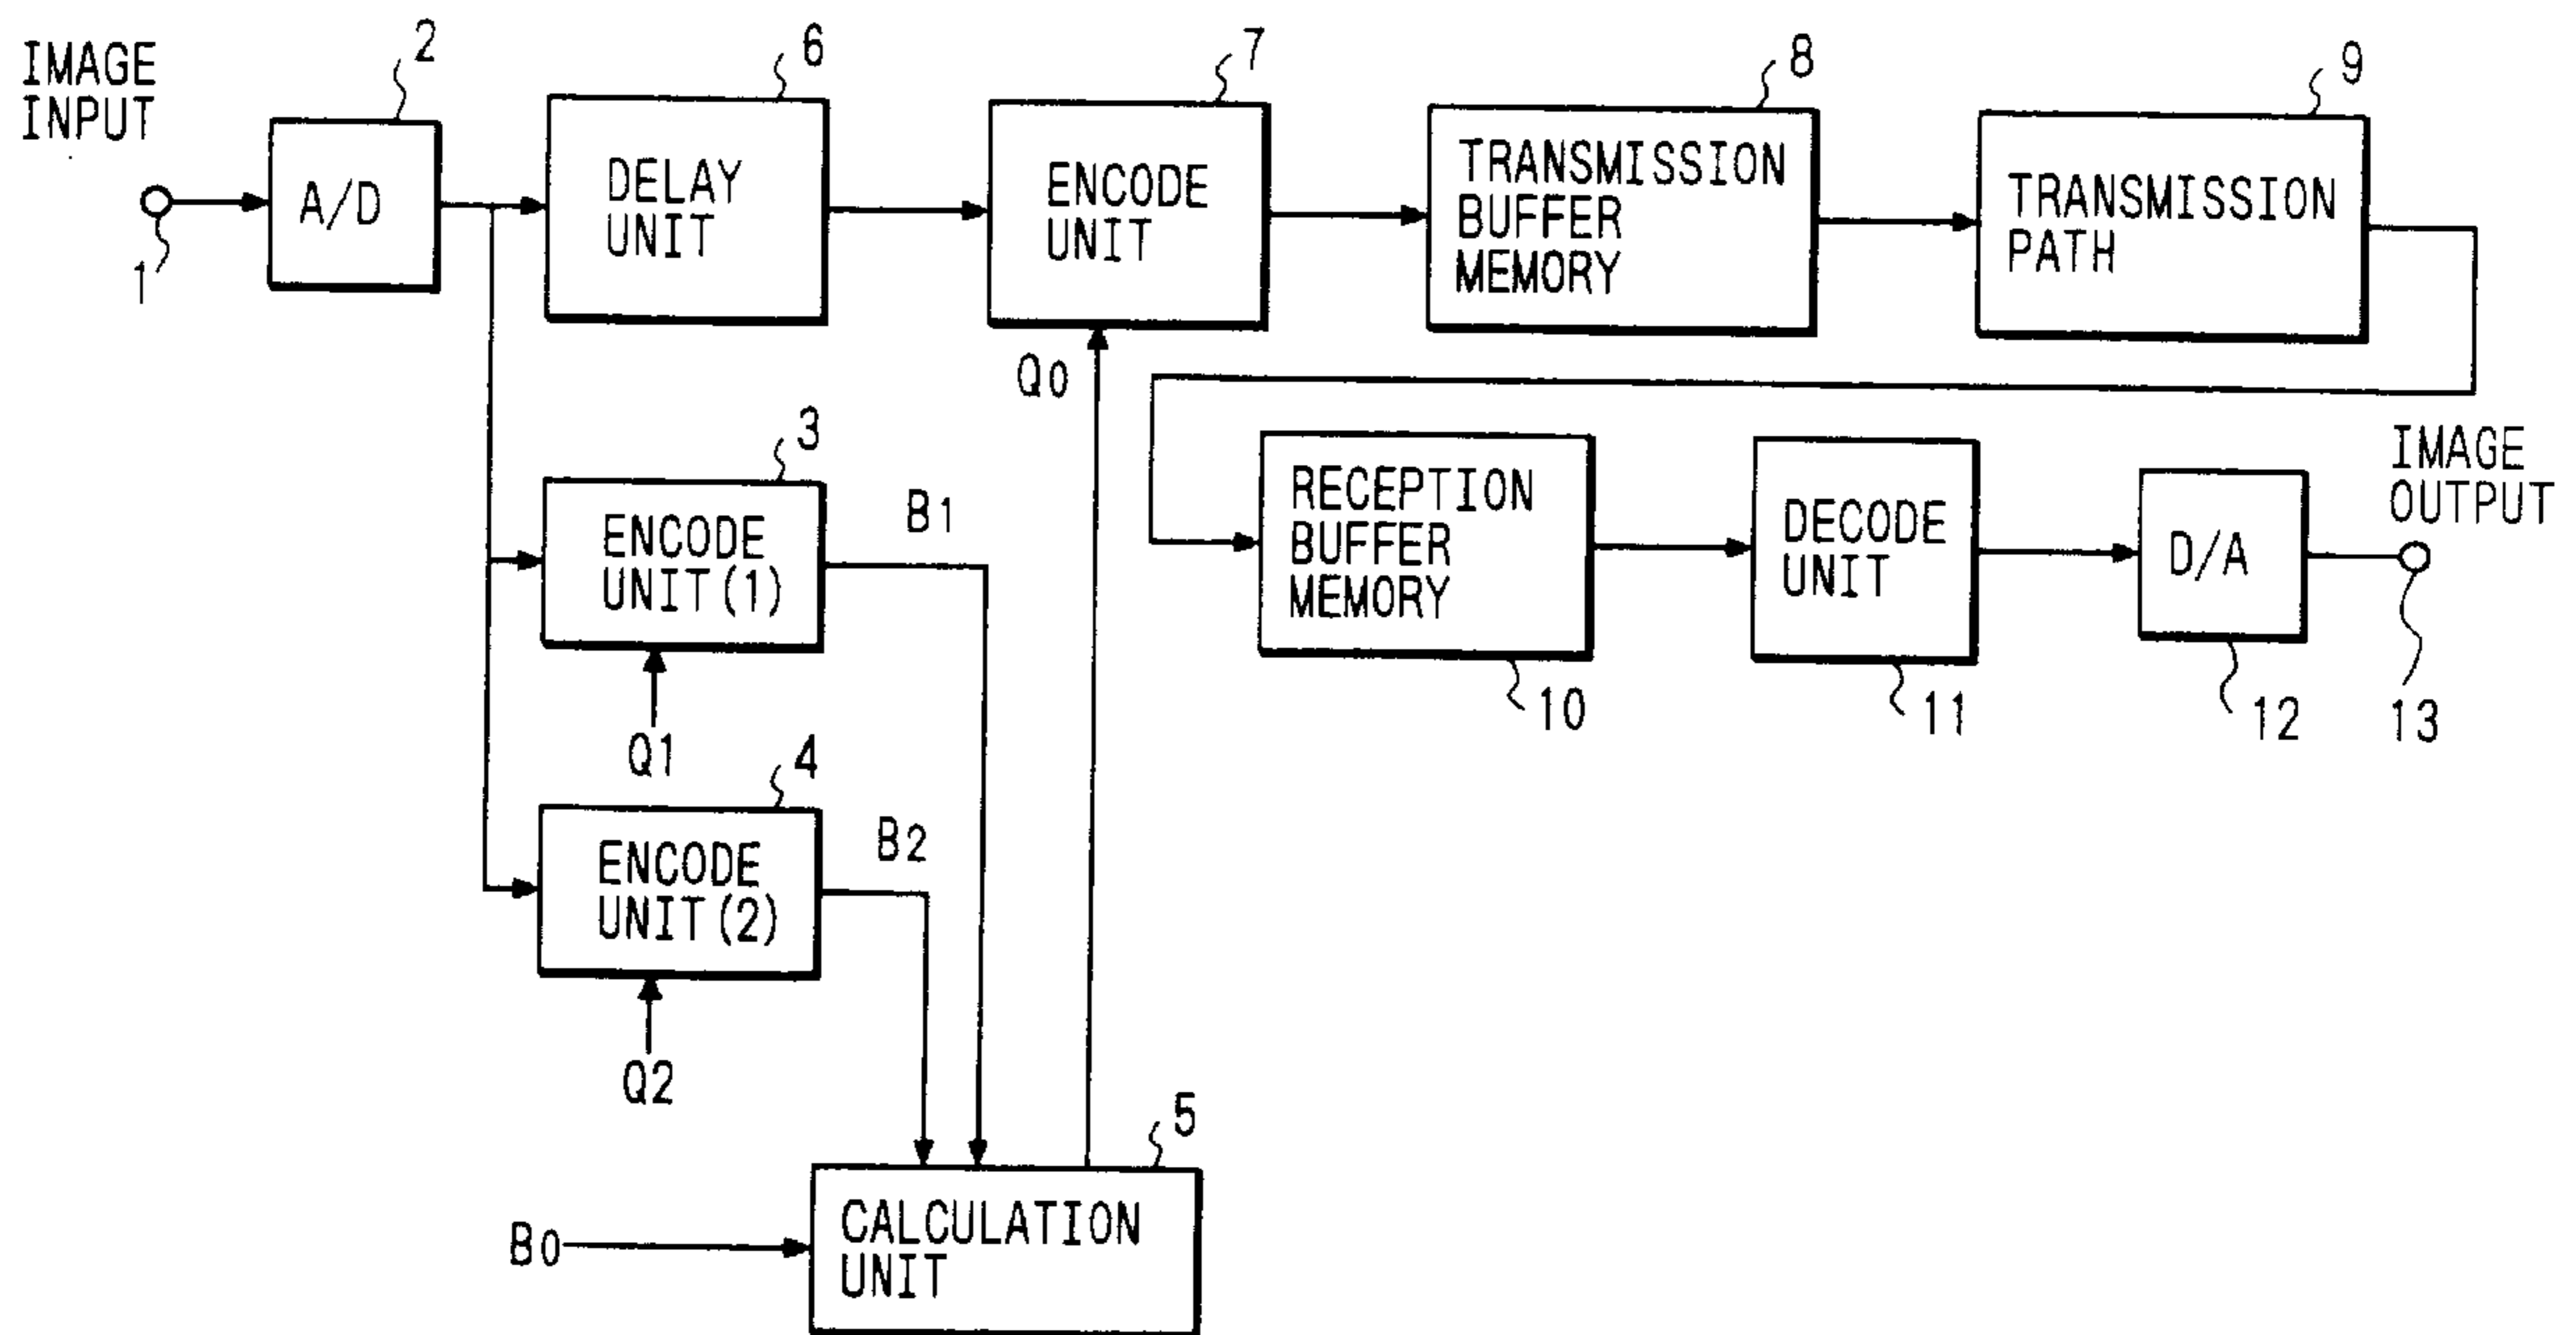 IMAGE
INPUT
1
2
A/D
6
DELAY
UNIT
7
ENCODE
UNIT
8
TRANSMISSION
BUFFER
MEMORY
9
TRANSMISSION
PATH
Q0
3
ENCODE
UNIT(1)
B1
Q1
4
ENCODE
UNIT(2)
B2
Q2
5
CALCULATION
UNIT
B0
RECEPTION
BUFFER
MEMORY
10
DECODE
UNIT
11
D/A
12
IMAGE
OUTPUT
13